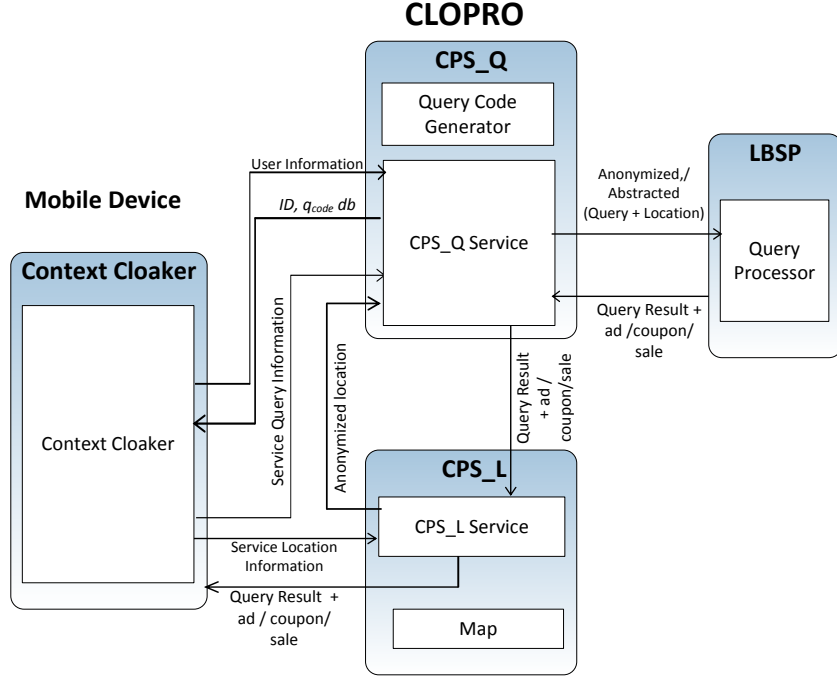 CLOPRO
CPS_Q
Query Code
Generator
User Information
LBSP
Mobile Device
ID, qcode db
CPS_Q Service
Anonymized,/
Abstracted
(Query + Location)
Query
Processor
Context Cloaker
Query Result +
ad /coupon/
sale
Service Query Information
Anonymized location
Query Result
+ ad /
coupon/sale
Context Cloaker
CPS_L
CPS_L Service
Service Location
Information
Query Result +
ad / coupon/
sale
Map